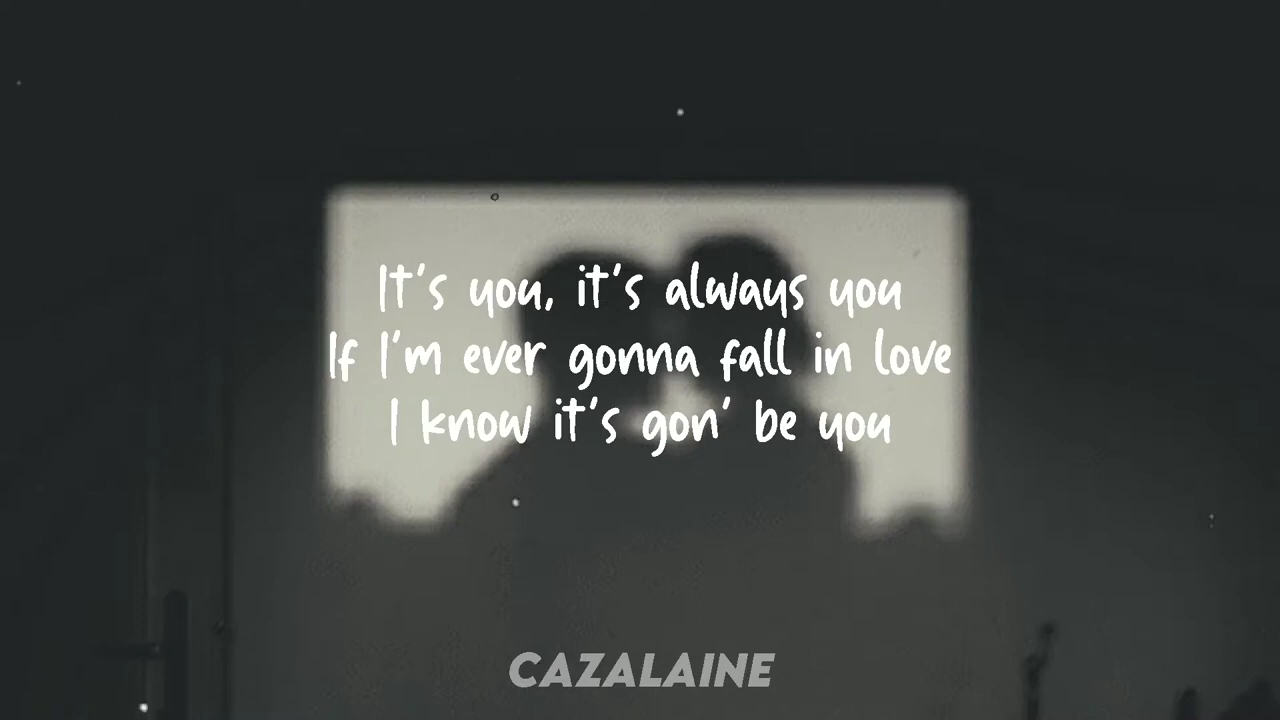 It's you, it's always you
If I'm ever gonna fall in love
I know it's gon' be you
CAZALAINE